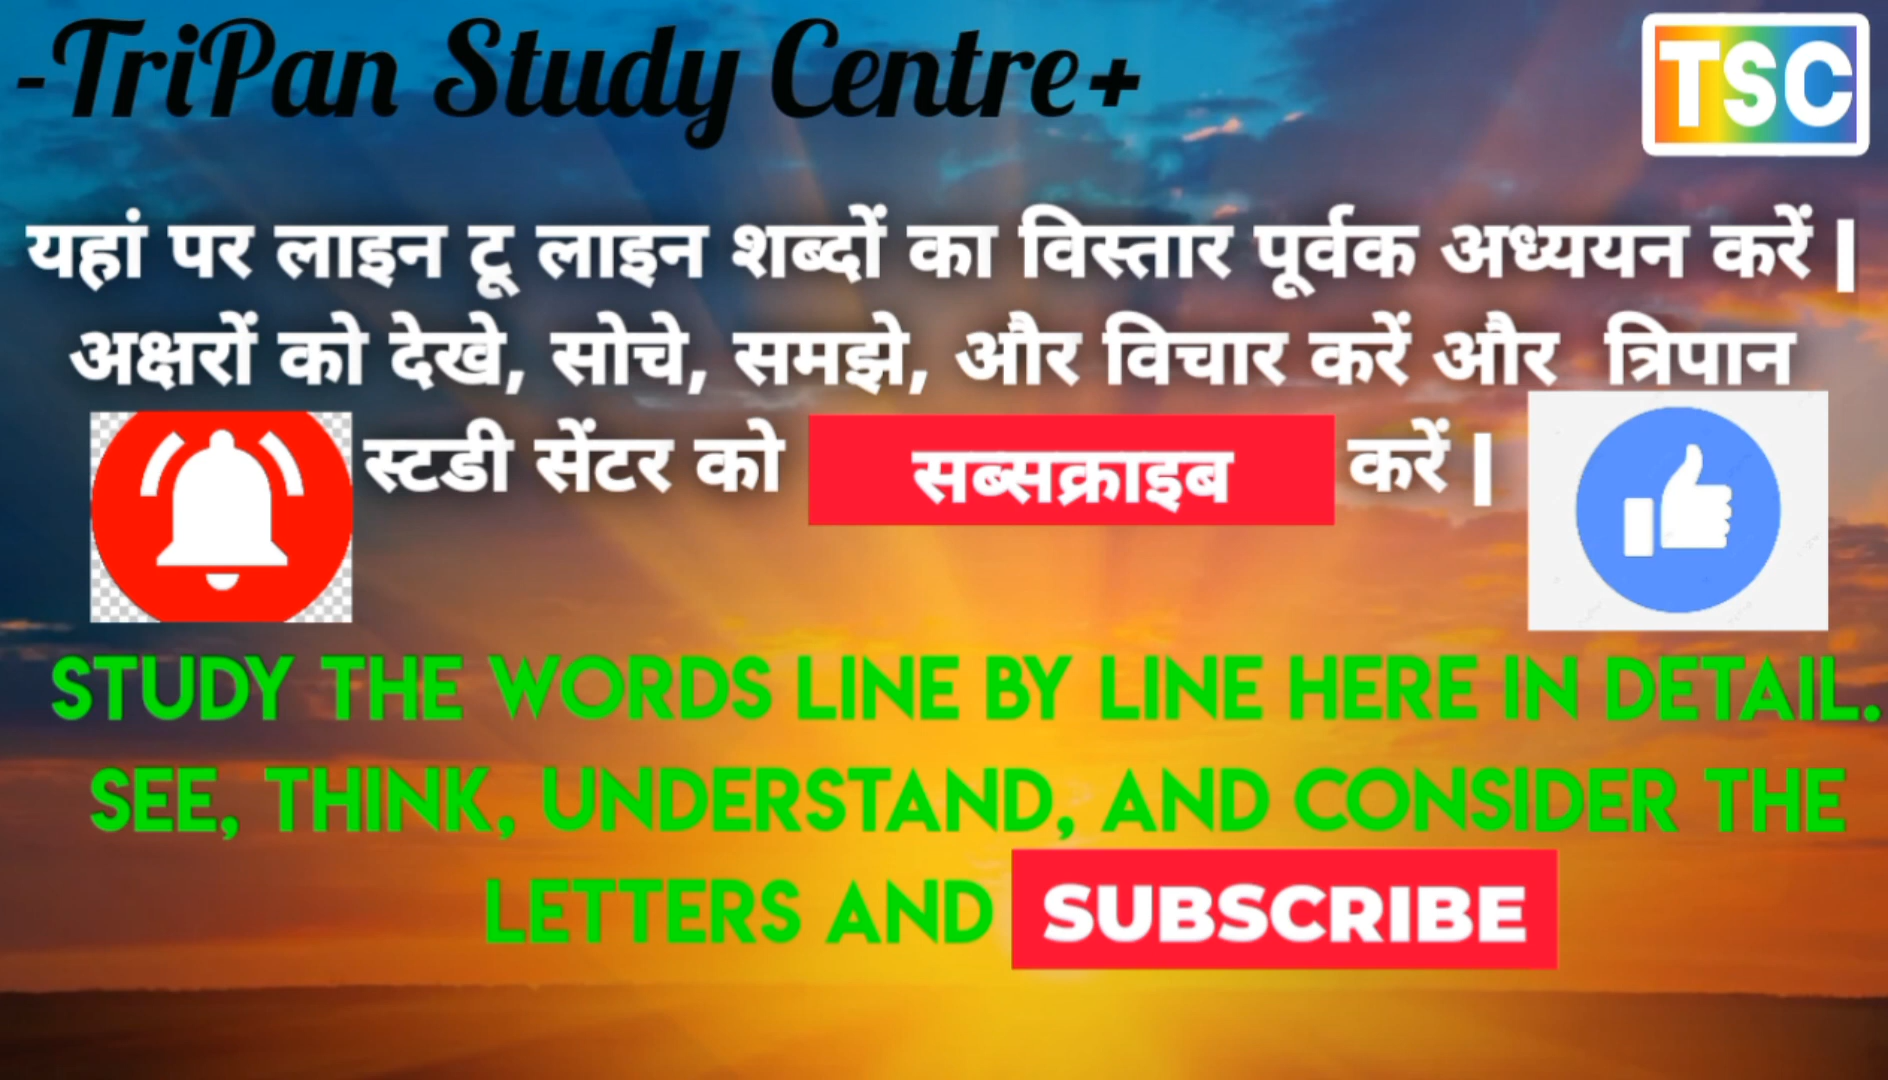 -TriPan Study Centre+
TSC
यहां पर लाइन टू लाइन शब्दों का विस्तार पूर्वक अध्ययन करें |
अक्षरों को देखे, सोचे, समझे, और विचार करें और त्रिपान
स्टडी सेंटर को सब्सक्राइब करें |
STUDY THE WORDS LINE BY LINE HERE IN DETAIL.
SEE, THINK, UNDERSTAND, AND CONSIDER THE
LETTERS AND SUBSCRIBE